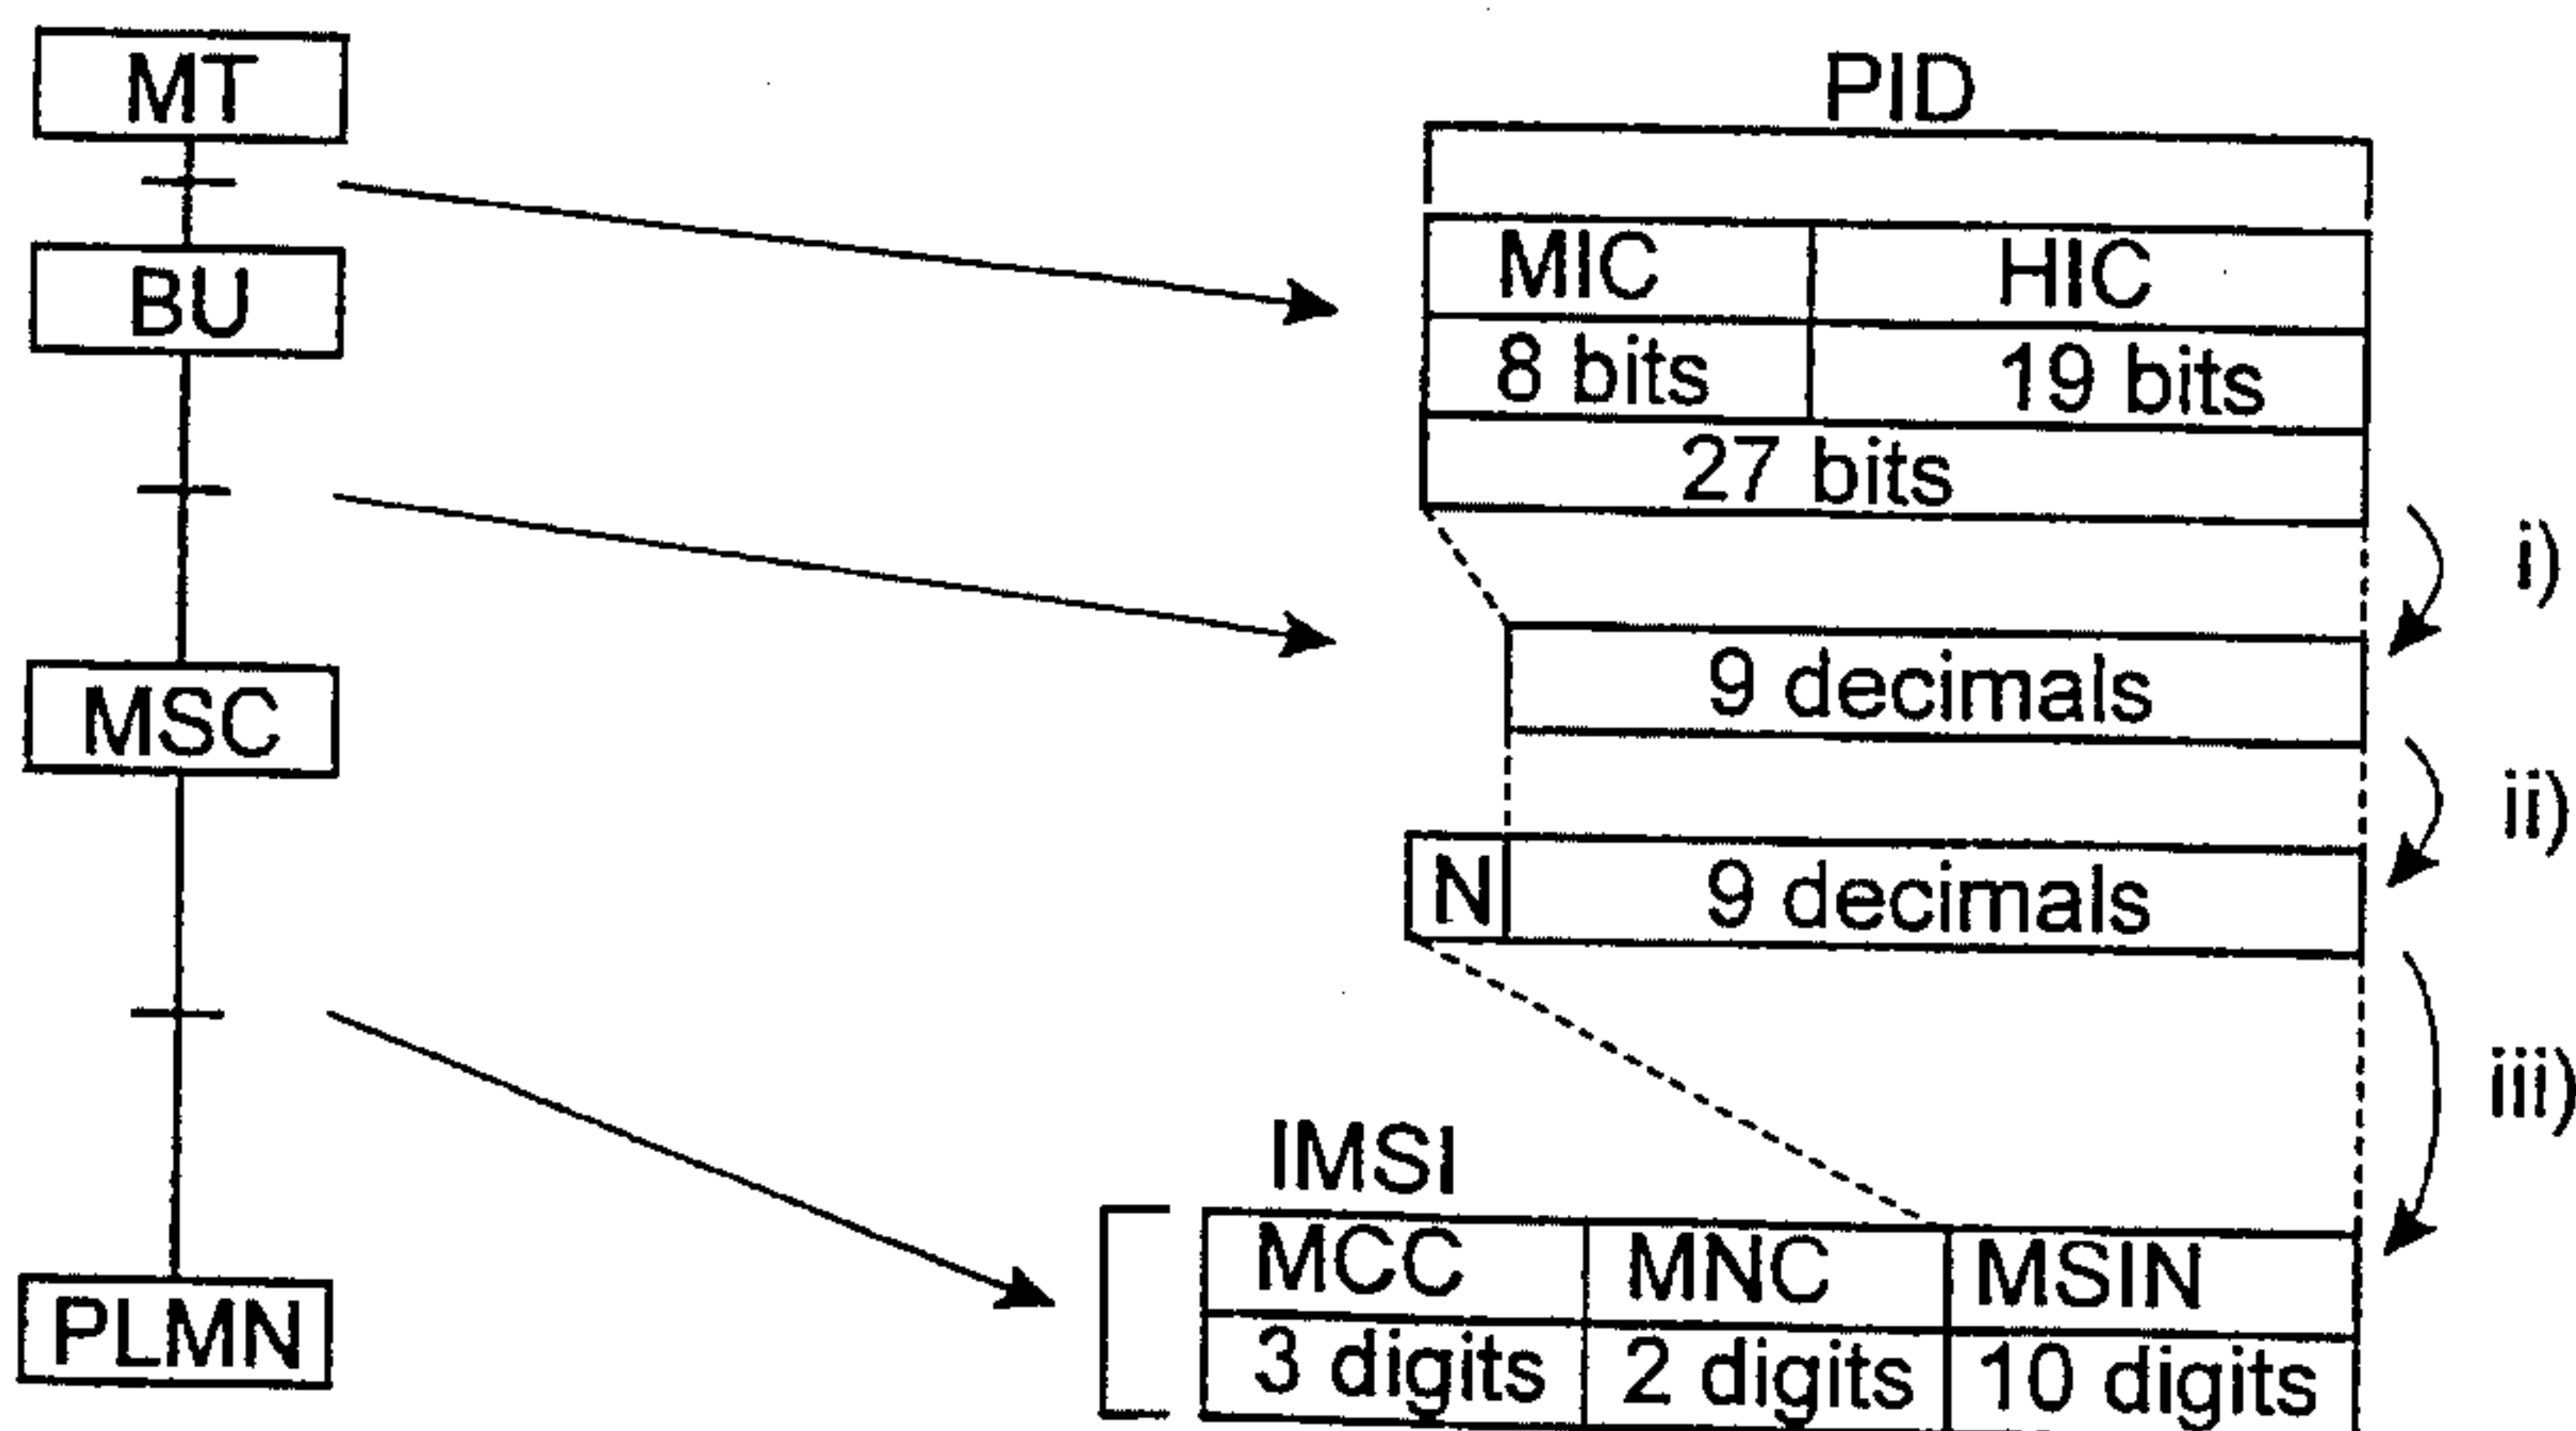 MT
BU
MSC
PLMN
PID
MIC HIC
8 bits 19 bits
27 bits
i)
9 decimals
ii)
N 9 decimals
iii)
IMSI
MCC MNC MSIN
3 digits 2 digits 10 digits